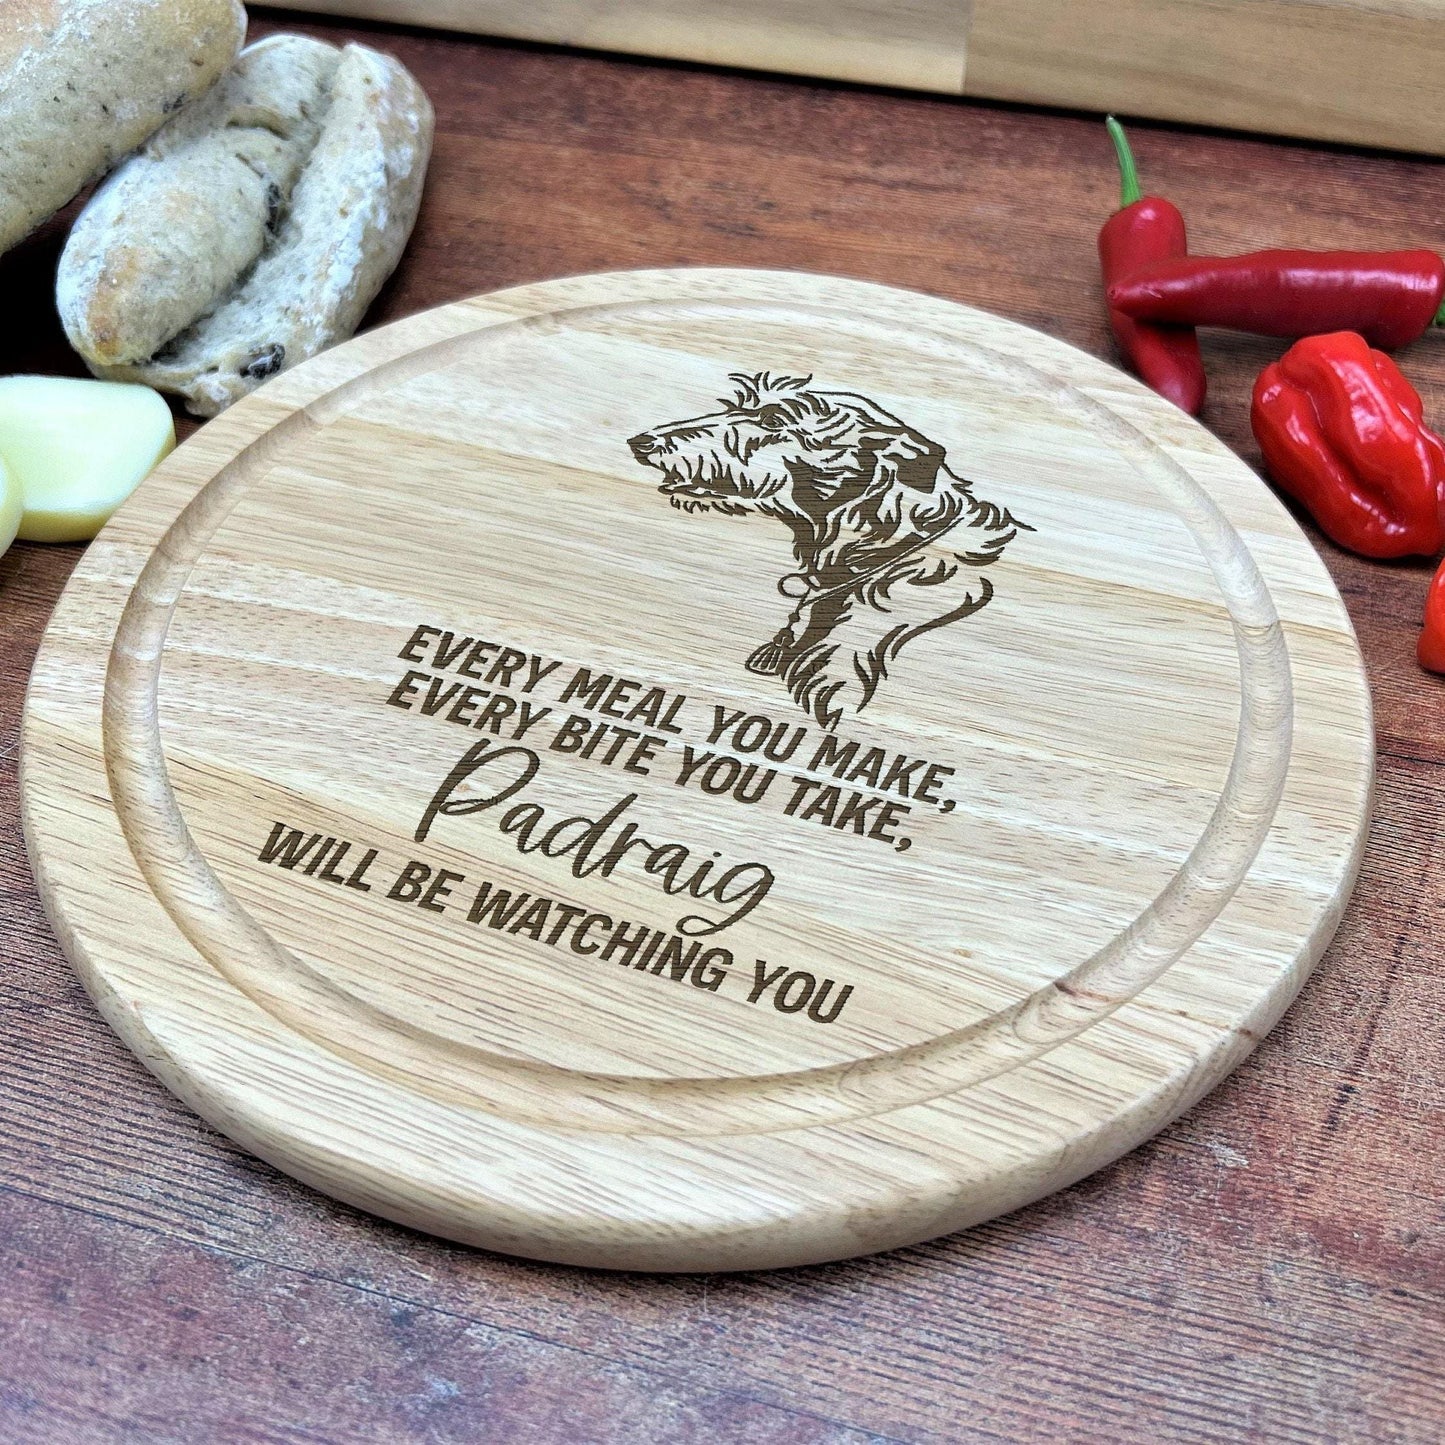 EVERY MEAL YOU MAKE,
EVERY BITE YOU TAKE,
Padraig
WILL BE WATCHING YOU